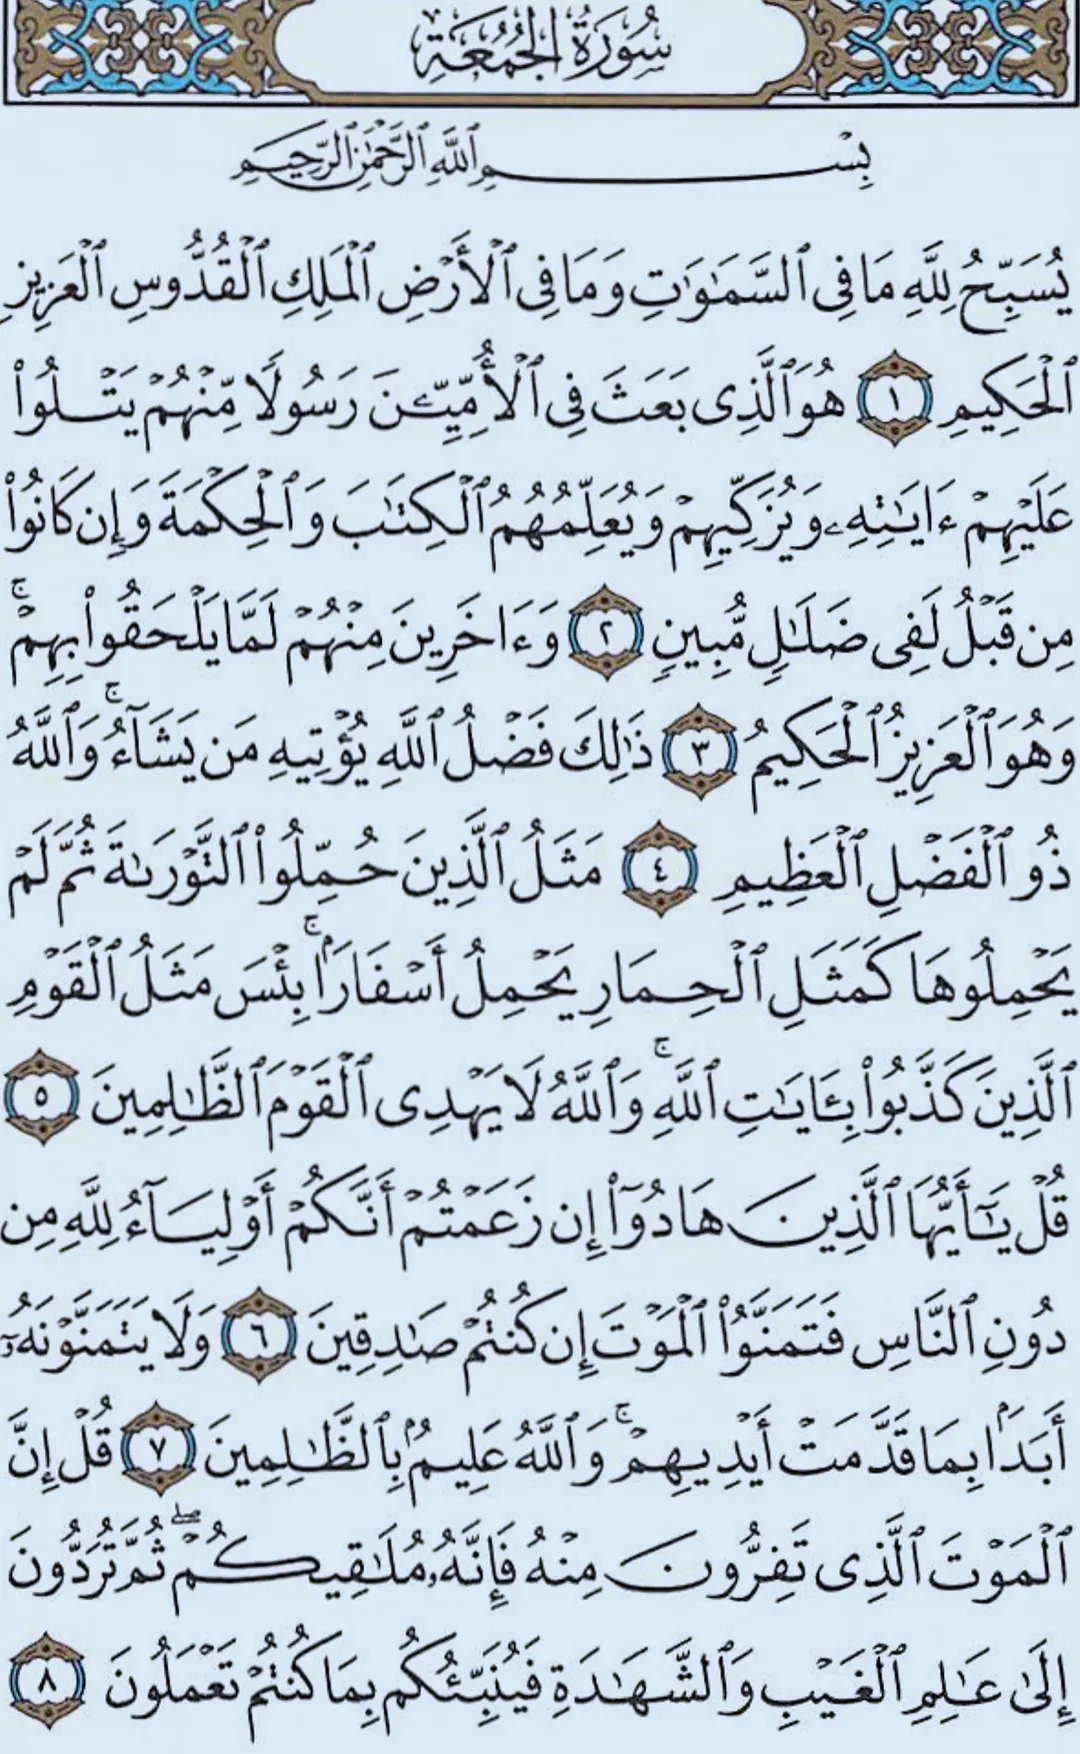 سُورَةُ الجُمُعَةِ
بِسْمِ ٱللَّهِ ٱلرَّحْمَٰنِ ٱلرَّحِيمِ
يُسَبِّحُ لِلَّهِ مَا فِى ٱلسَّمَٰوَٰتِ وَمَا فِى ٱلْأَرْضِ ٱلْمَلِكِ ٱلْقُدُّوسِ ٱلْعَزِيزِ
ٱلْحَكِيمِ ١ هُوَ ٱلَّذِى بَعَثَ فِى ٱلْأُمِّيِّـۧنَ رَسُولًا مِّنْهُمْ يَتْلُوا۟
عَلَيْهِمْ ءَايَٰتِهِۦ وَيُزَكِّيهِمْ وَيُعَلِّمُهُمُ ٱلْكِتَٰبَ وَٱلْحِكْمَةَ وَإِن كَانُوا۟
مِن قَبْلُ لَفِى ضَلَٰلٍ مُّبِينٍ ٢ وَءَاخَرِينَ مِنْهُمْ لَمَّا يَلْحَقُوا۟ بِهِمْ ۚ
وَهُوَ ٱلْعَزِيزُ ٱلْحَكِيمُ ٣ ذَٰلِكَ فَضْلُ ٱللَّهِ يُؤْتِيهِ مَن يَشَآءُ ۚ وَٱللَّهُ
ذُو ٱلْفَضْلِ ٱلْعَظِيمِ ٤ مَثَلُ ٱلَّذِينَ حُمِّلُوا۟ ٱلتَّوْرَىٰةَ ثُمَّ لَمْ
يَحْمِلُوهَا كَمَثَلِ ٱلْحِمَارِ يَحْمِلُ أَسْفَارًۢا ۚ بِئْسَ مَثَلُ ٱلْقَوْمِ
ٱلَّذِينَ كَذَّبُوا۟ بِـَٔايَٰتِ ٱللَّهِ ۚ وَٱللَّهُ لَا يَهْدِى ٱلْقَوْمَ ٱلظَّٰلِمِينَ ٥
قُلْ يَٰٓأَيُّهَا ٱلَّذِينَ هَادُوٓا۟ إِن زَعَمْتُمْ أَنَّكُمْ أَوْلِيَآءُ لِلَّهِ مِن
دُونِ ٱلنَّاسِ فَتَمَنَّوُا۟ ٱلْمَوْتَ إِن كُنتُمْ صَٰدِقِينَ ٦ وَلَا يَتَمَنَّوْنَهُۥٓ
أَبَدًۢا بِمَا قَدَّمَتْ أَيْدِيهِمْ ۚ وَٱللَّهُ عَلِيمٌۢ بِٱلظَّٰلِمِينَ ٧ قُلْ إِنَّ
ٱلْمَوْتَ ٱلَّذِى تَفِرُّونَ مِنْهُ فَإِنَّهُۥ مُلَٰقِيكُمْ ۖ ثُمَّ تُرَدُّونَ
إِلَىٰ عَٰلِمِ ٱلْغَيْبِ وَٱلشَّهَٰدَةِ فَيُنَبِّئُكُم بِمَا كُنتُمْ تَعْمَلُونَ ٨